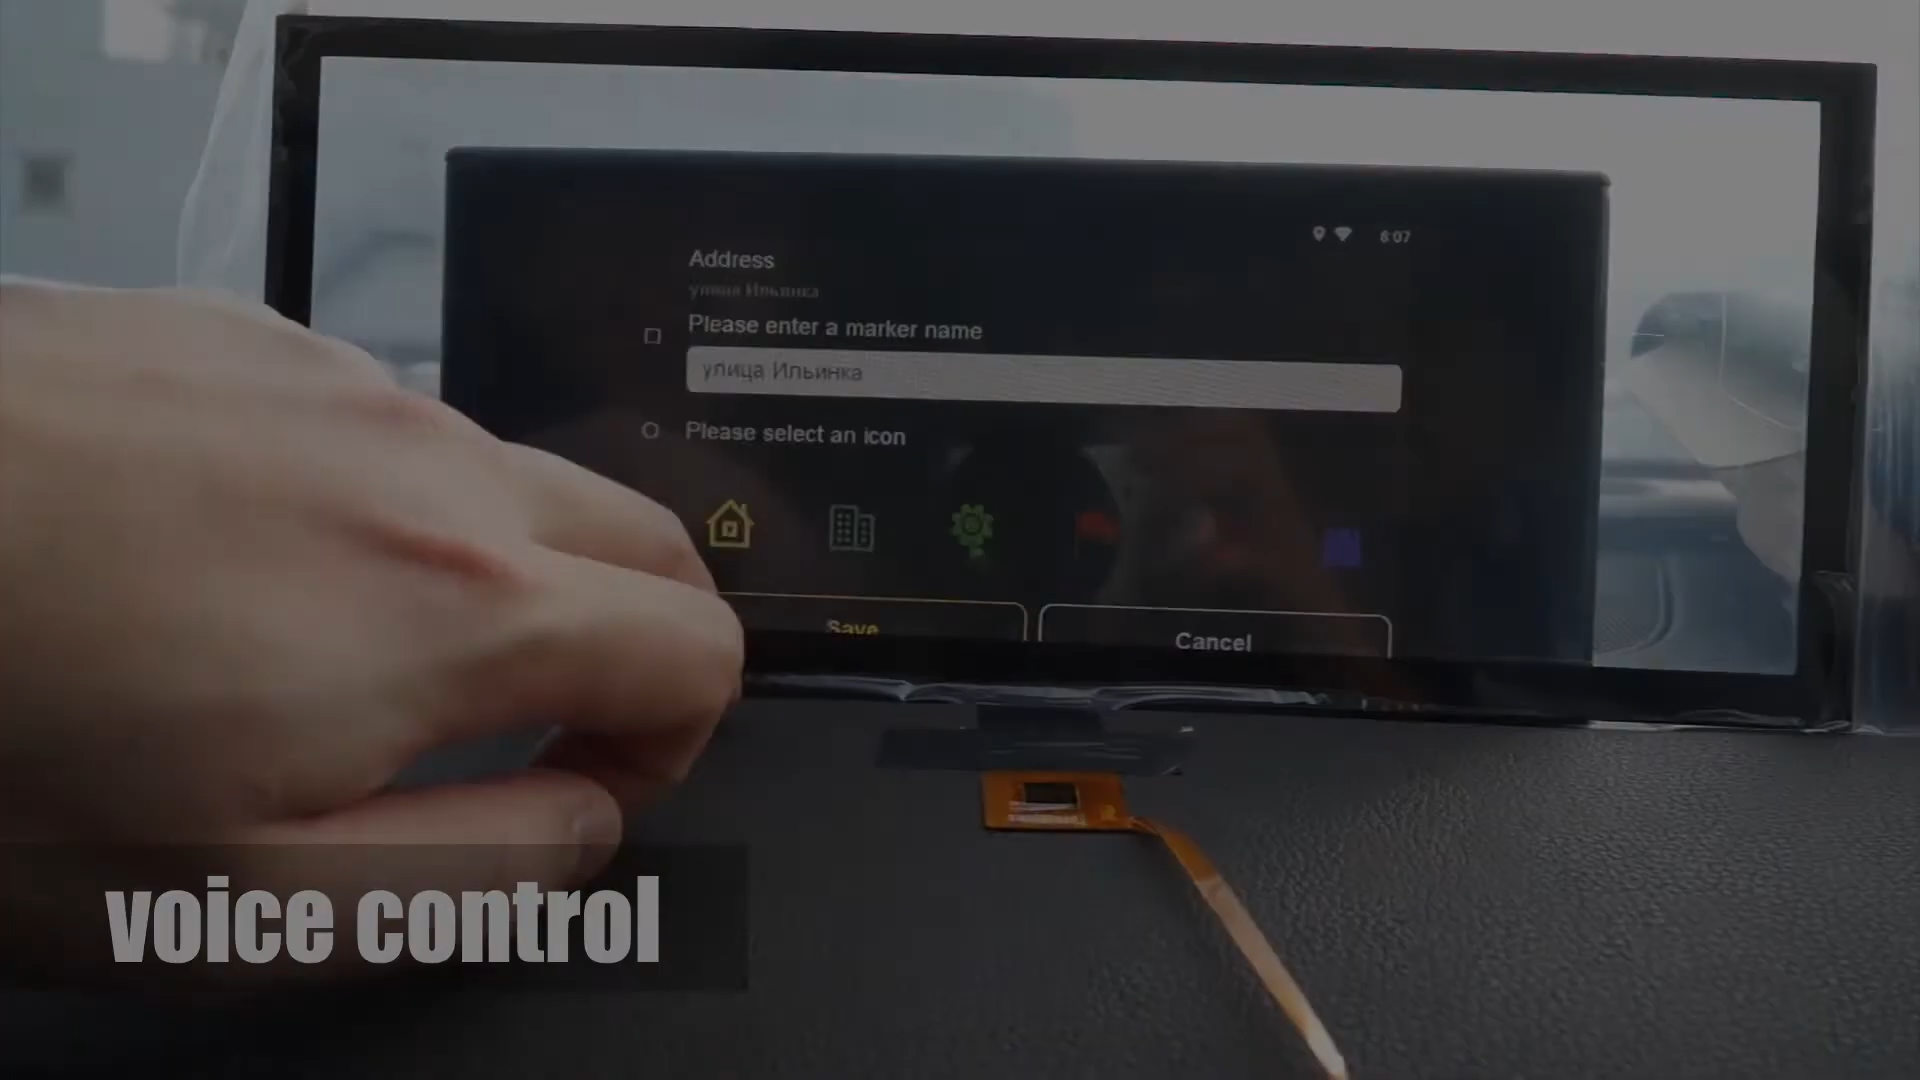 6:07
Address
улица Ильинка
Please enter a marker name
улица Ильинка
Please select an icon
Save
Cancel
voice control